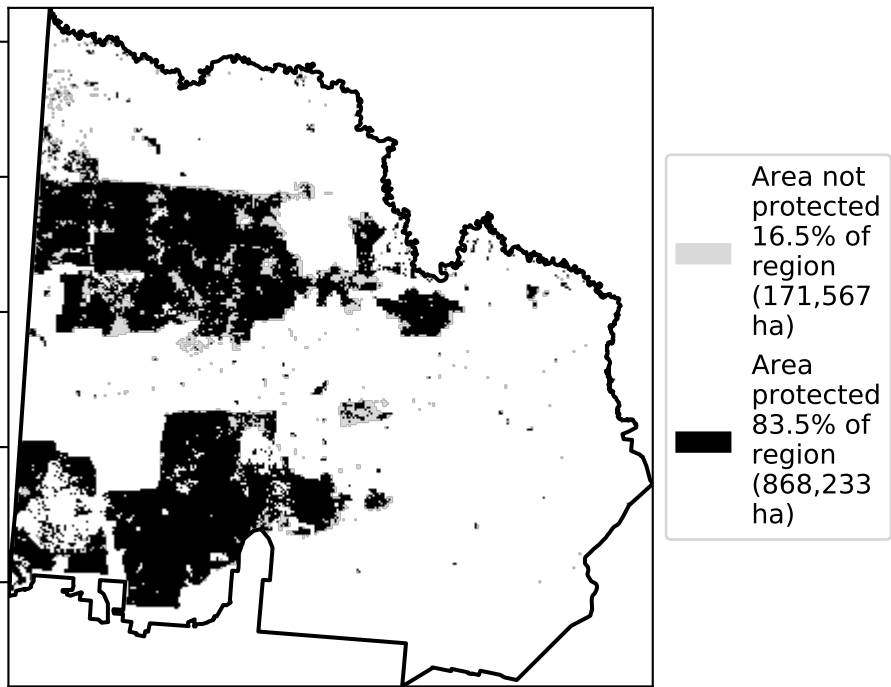 Area not
protected
16.5% of
region
(171,567
ha)
Area
protected
83.5% of
region
(868,233
ha)